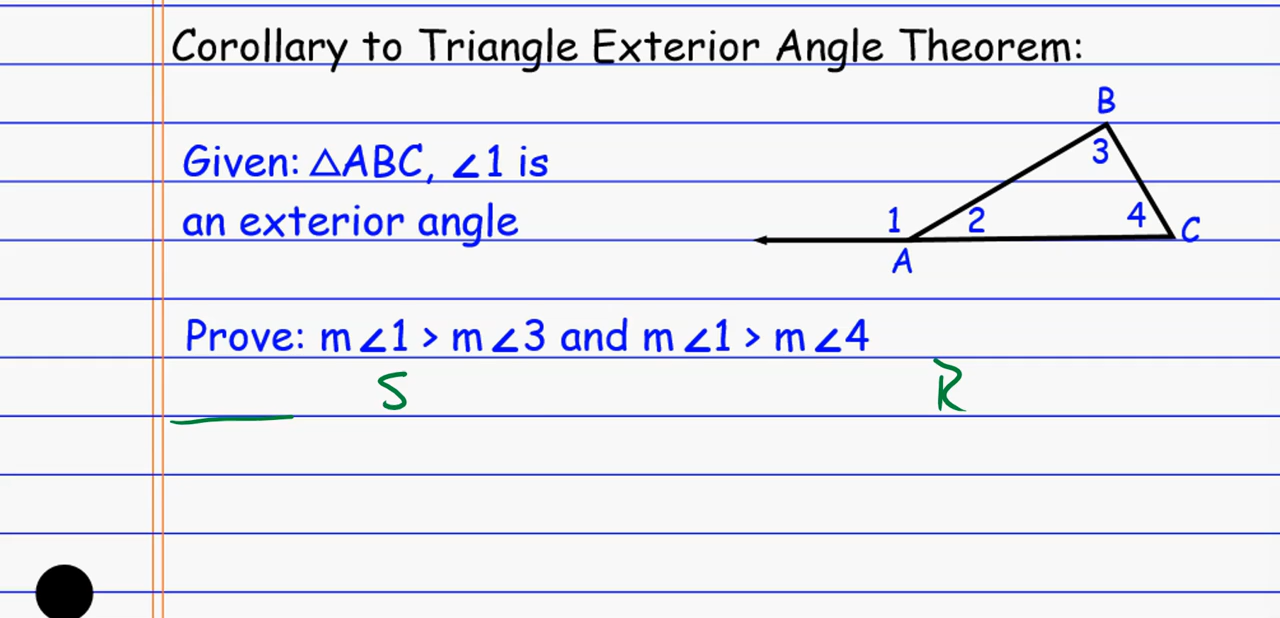 Corollary to Triangle Exterior Angle Theorem:
B
Given: △ABC, ∠1 is
3
an exterior angle
1 2 4 C
A
Prove: m∠1 > m∠3 and m∠1 > m∠4
S R